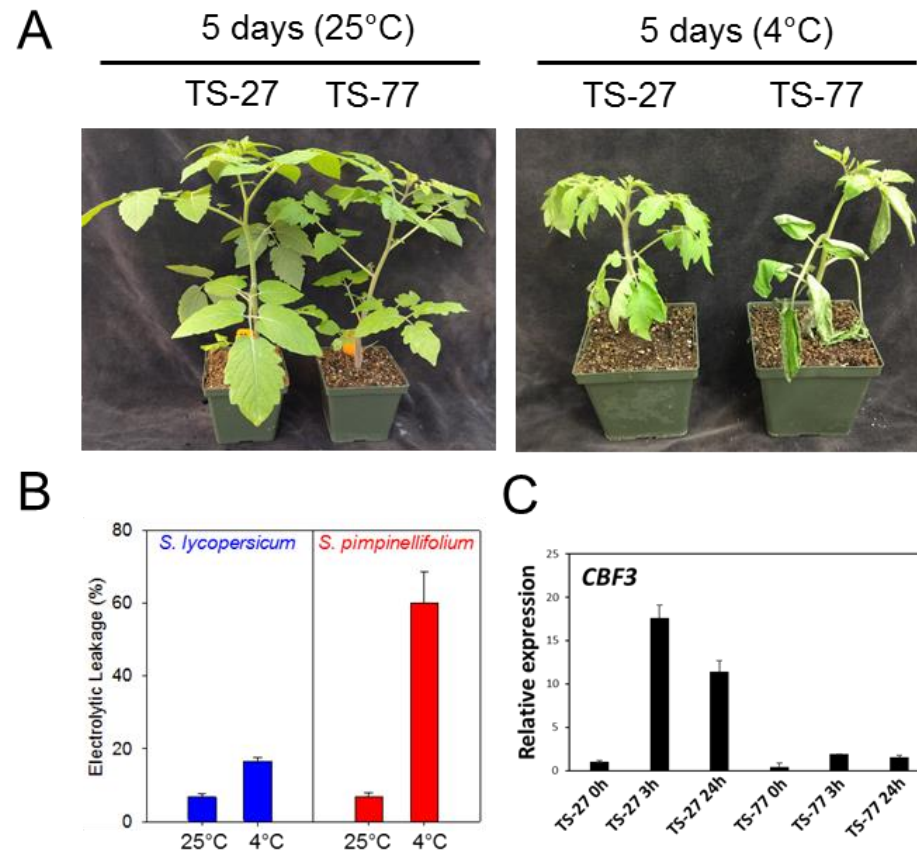 A
5 days (25°C)
5 days (4°C)
TS-27 TS-77
TS-27 TS-77
B
80
60
40
20
0
Electrolytic Leakage (%)
S. lycopersicum
S. pimpinellifolium
25°C 4°C
25°C 4°C
C
25
20
15
10
5
0
Relative expression
CBF3
TS-27 0h
TS-27 3h
TS-27 24h
TS-77 0h
TS-77 3h
TS-77 24h